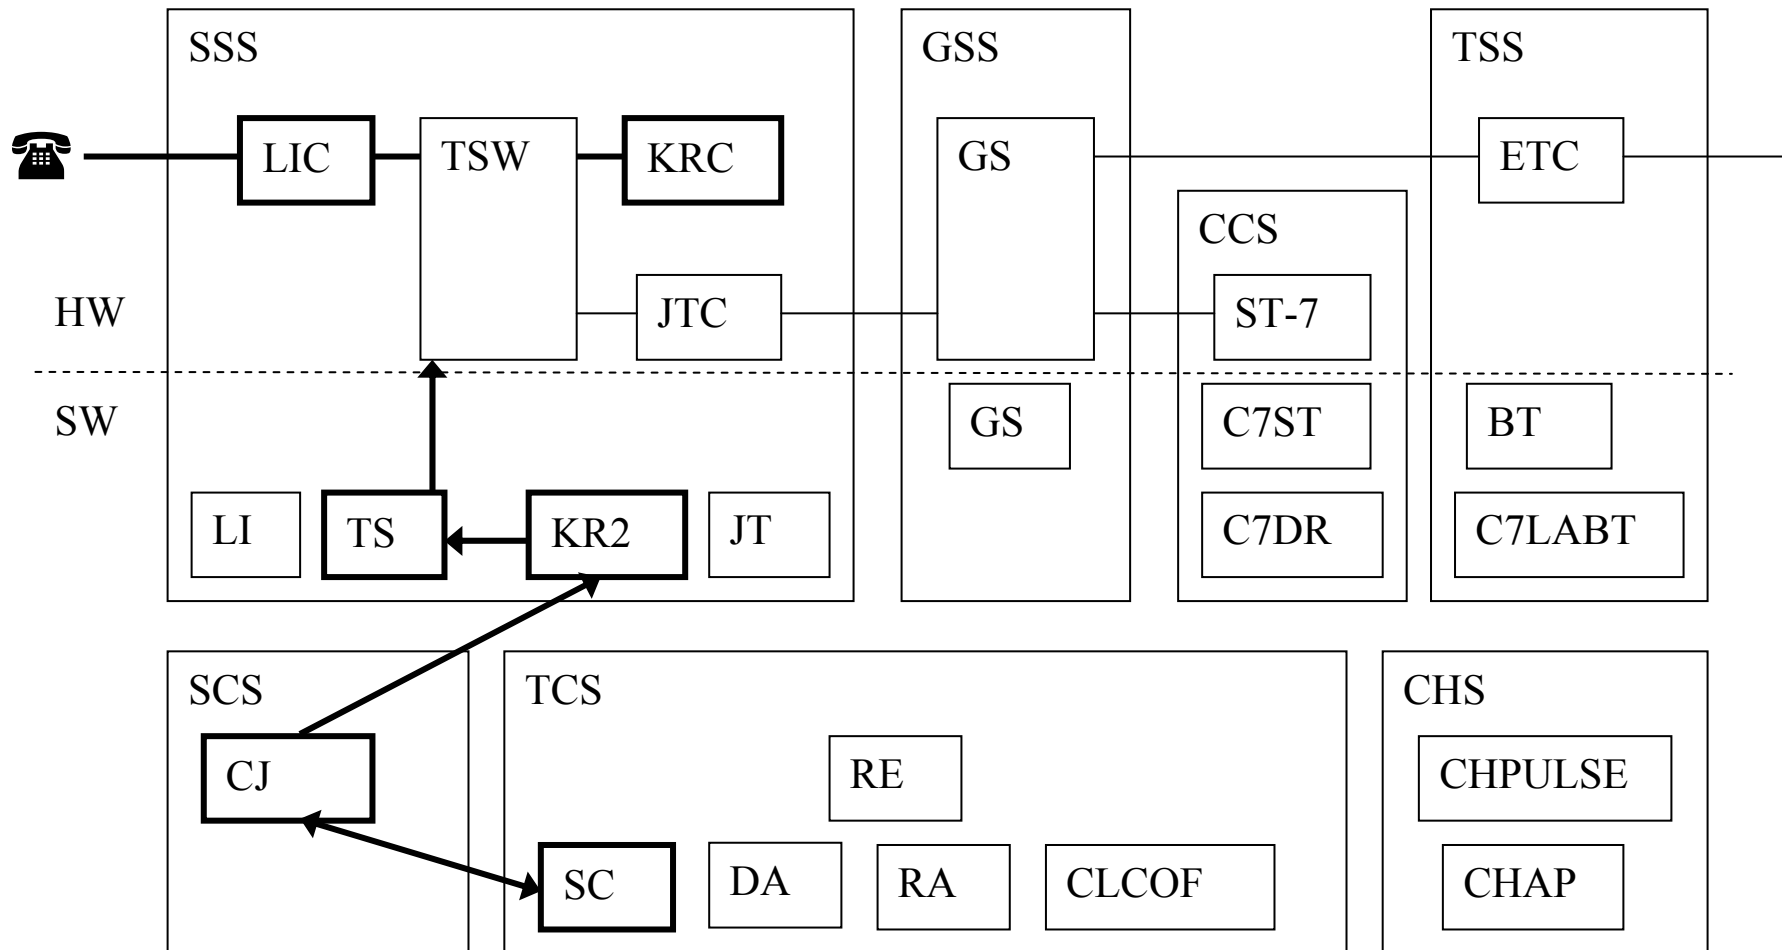 SSS
GSS
TSS
LIC
TSW
KRC
GS
ETC
CCS
HW
JTC
ST-7
SW
GS
C7ST
BT
LI
TS
KR2
JT
C7DR
C7LABT
SCS
TCS
CHS
CJ
RE
CHPULSE
SC
DA
RA
CLCOF
CHAP